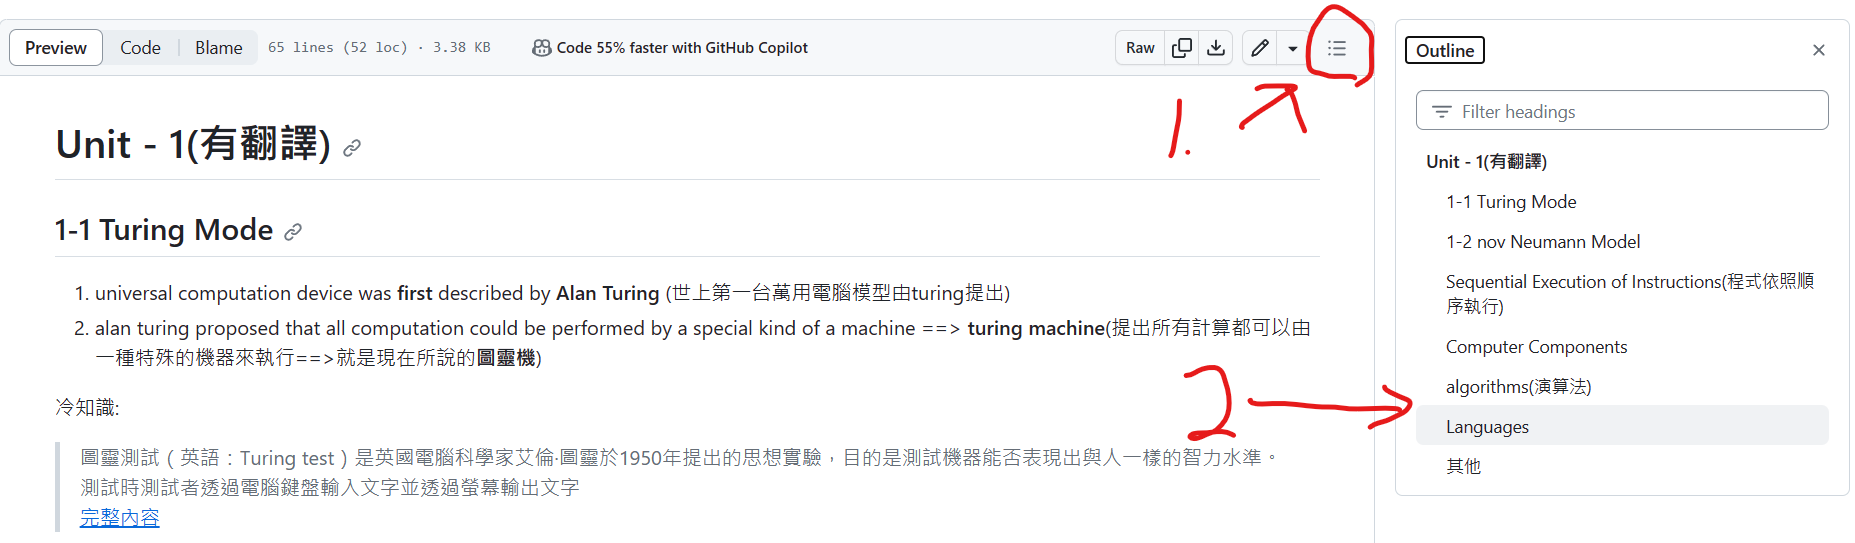 Preview Code Blame 65 lines (52 loc) · 3.38 KB Code 55% faster with GitHub Copilot Raw
1.
Unit - 1(有翻譯)
1-1 Turing Mode
1. universal computation device was first described by Alan Turing (世上第一台萬用電腦模型由turing提出)
2. alan turing proposed that all computation could be performed by a special kind of a machine ==> turing machine(提出所有計算都可以由
一種特殊的機器來執行==>就是現在所說的圖靈機)
冷知識:
圖靈測試（英語：Turing test）是英國電腦科學家艾倫·圖靈於1950年提出的思想實驗，目的是測試機器能否表現出與人一樣的智力水準。
測試時測試者透過電腦鍵盤輸入文字並透過螢幕輸出文字
完整內容
2
Outline
Filter headings
Unit - 1(有翻譯)
1-1 Turing Mode
1-2 nov Neumann Model
Sequential Execution of Instructions(程式依照順
序執行)
Computer Components
algorithms(演算法)
Languages
其他